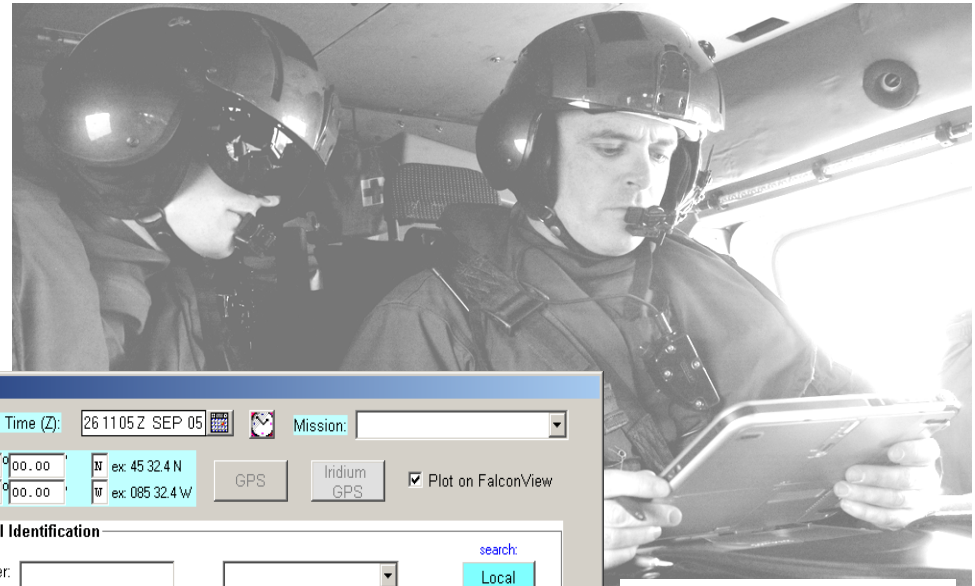 Time (Z): 26 1105 Z SEP 05 Mission:
00.00 ' N ex: 45 32.4 N
00.00 ' W ex: 085 32.4 W
GPS Iridium GPS Plot on FalconView
l Identification
search:
er: Local